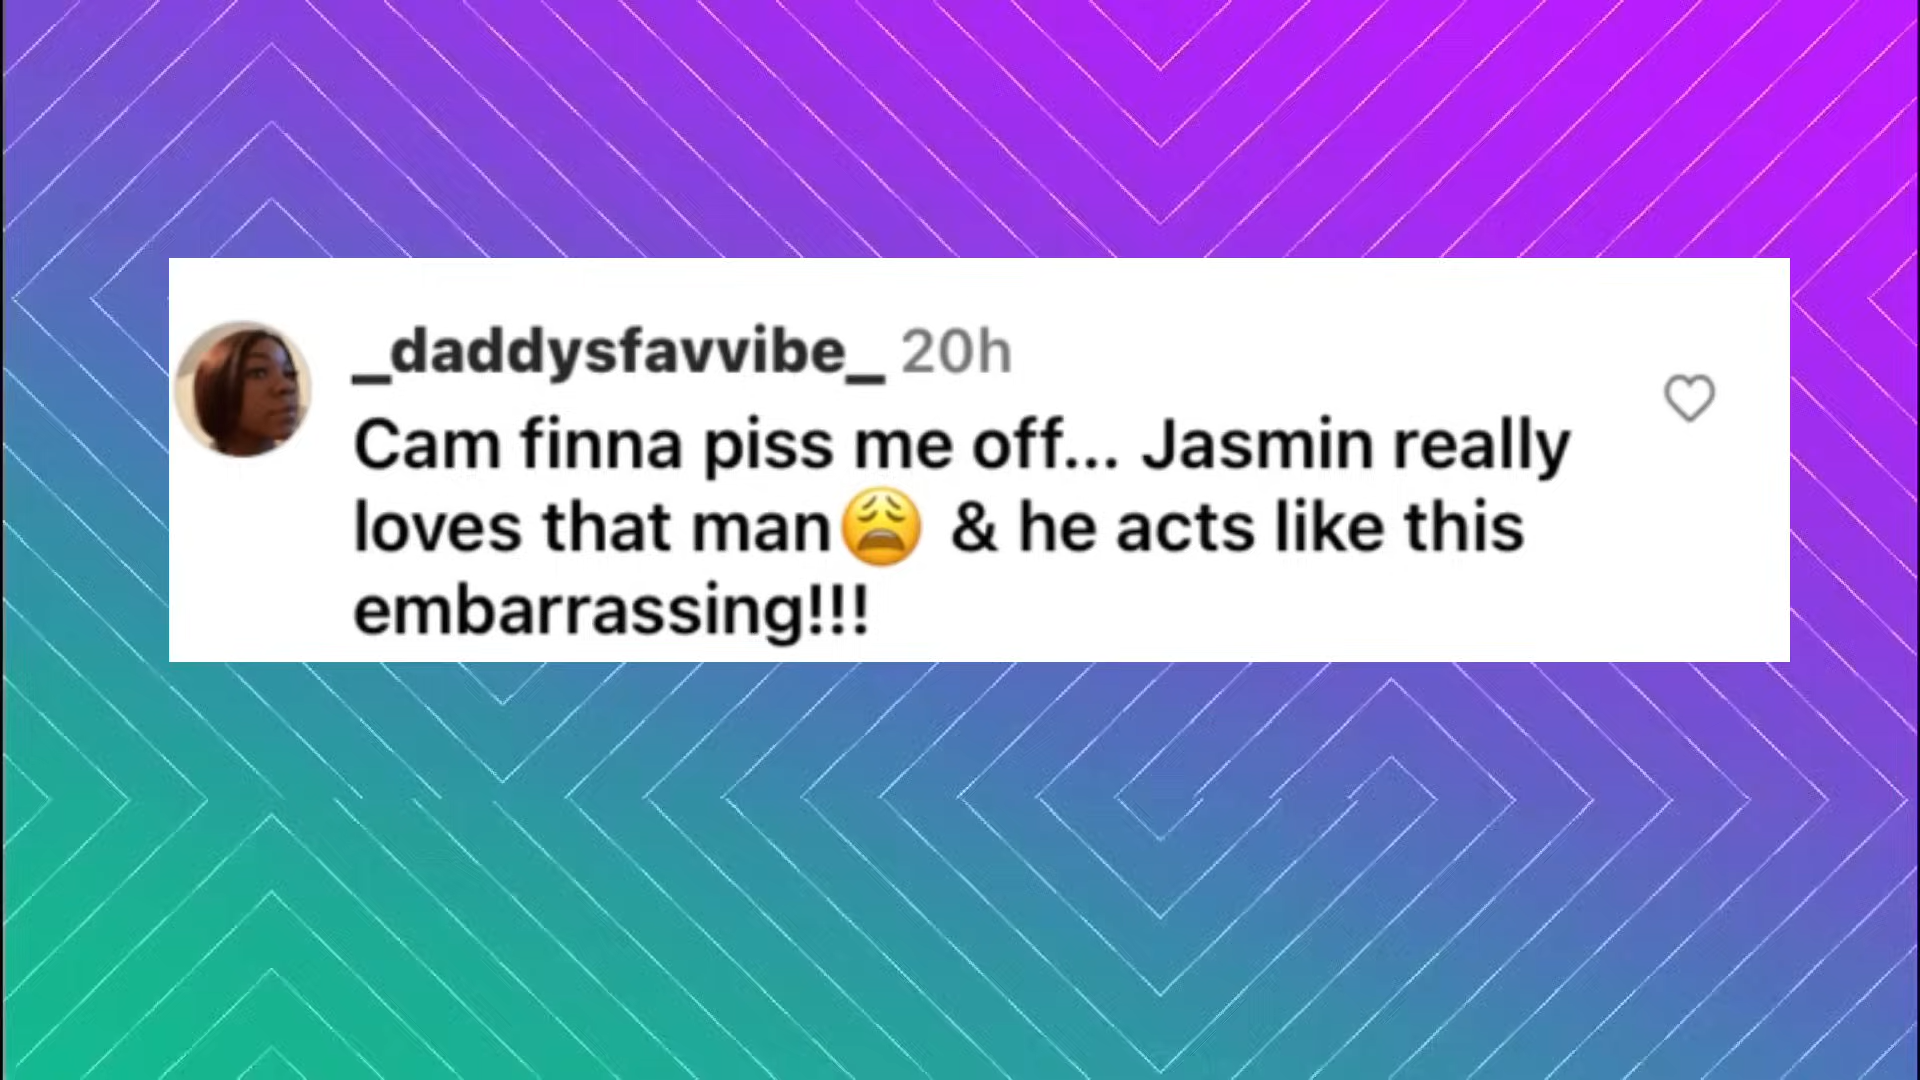 _daddysfavvibe_ 20h
Cam finna piss me off... Jasmin really
loves that man😩 & he acts like this
embarrassing!!!